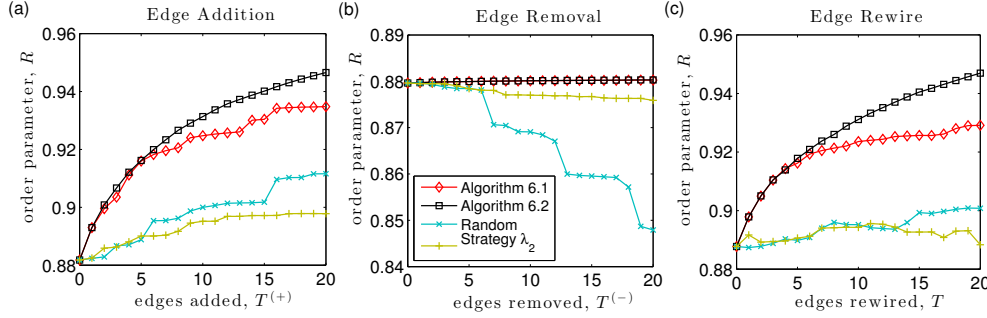 (a) Edge Addition
order parameter, R
0.96
0.94
0.92
0.9
0.88
0 5 10 15 20
edges added, T^(+)
(b) Edge Removal
order parameter, R
0.89
0.88
0.87
0.86
0.85
0.84
Algorithm 6.1
Algorithm 6.2
Random
Strategy λ_2
0 5 10 15 20
edges removed, T^(−)
(c) Edge Rewire
order parameter, R
0.96
0.94
0.92
0.9
0.88
0 5 10 15 20
edges rewired, T